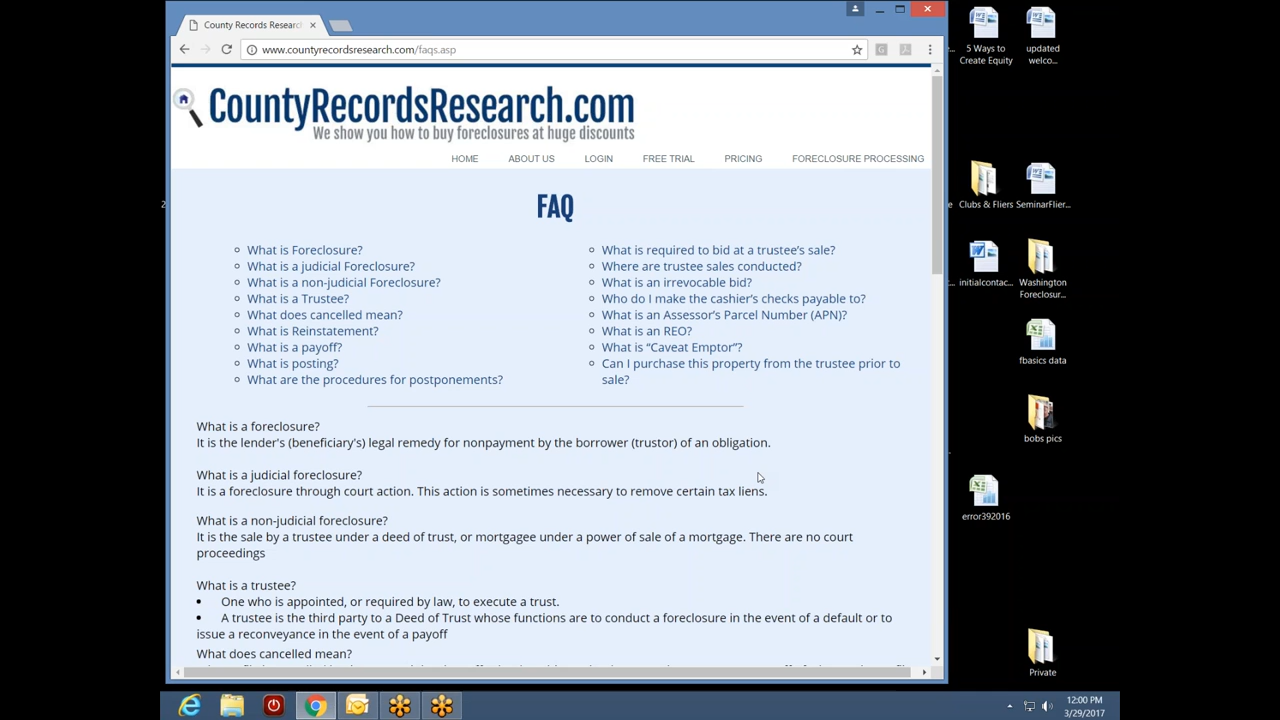 County Records Research
www.countyrecordsresearch.com/faqs.asp
CountyRecordsResearch.com
We show you how to buy foreclosures at huge discounts
HOME ABOUT US LOGIN FREE TRIAL PRICING FORECLOSURE PROCESSING
FAQ
What is Foreclosure?
What is a judicial Foreclosure?
What is a non-judicial Foreclosure?
What is a Trustee?
What does cancelled mean?
What is Reinstatement?
What is a payoff?
What is posting?
What are the procedures for postponements?
What is required to bid at a trustee's sale?
Where are trustee sales conducted?
What is an irrevocable bid?
Who do I make the cashier's checks payable to?
What is an Assessor's Parcel Number (APN)?
What is an REO?
What is “Caveat Emptor”?
Can I purchase this property from the trustee prior to
sale?
What is a foreclosure?
It is the lender's (beneficiary's) legal remedy for nonpayment by the borrower (trustor) of an obligation.
What is a judicial foreclosure?
It is a foreclosure through court action. This action is sometimes necessary to remove certain tax liens.
What is a non-judicial foreclosure?
It is the sale by a trustee under a deed of trust, or mortgagee under a power of sale of a mortgage. There are no court
proceedings
What is a trustee?
• One who is appointed, or required by law, to execute a trust.
• A trustee is the third party to a Deed of Trust whose functions are to conduct a foreclosure in the event of a default or to
issue a reconveyance in the event of a payoff
What does cancelled mean?
5 Ways to
Create Equity
updated
welco...
Clubs & Fliers
SeminarFlier...
initialcontac...
Washington
Foreclosur...
fbasics data
bobs pics
error392016
Private
12:00 PM
3/29/2017